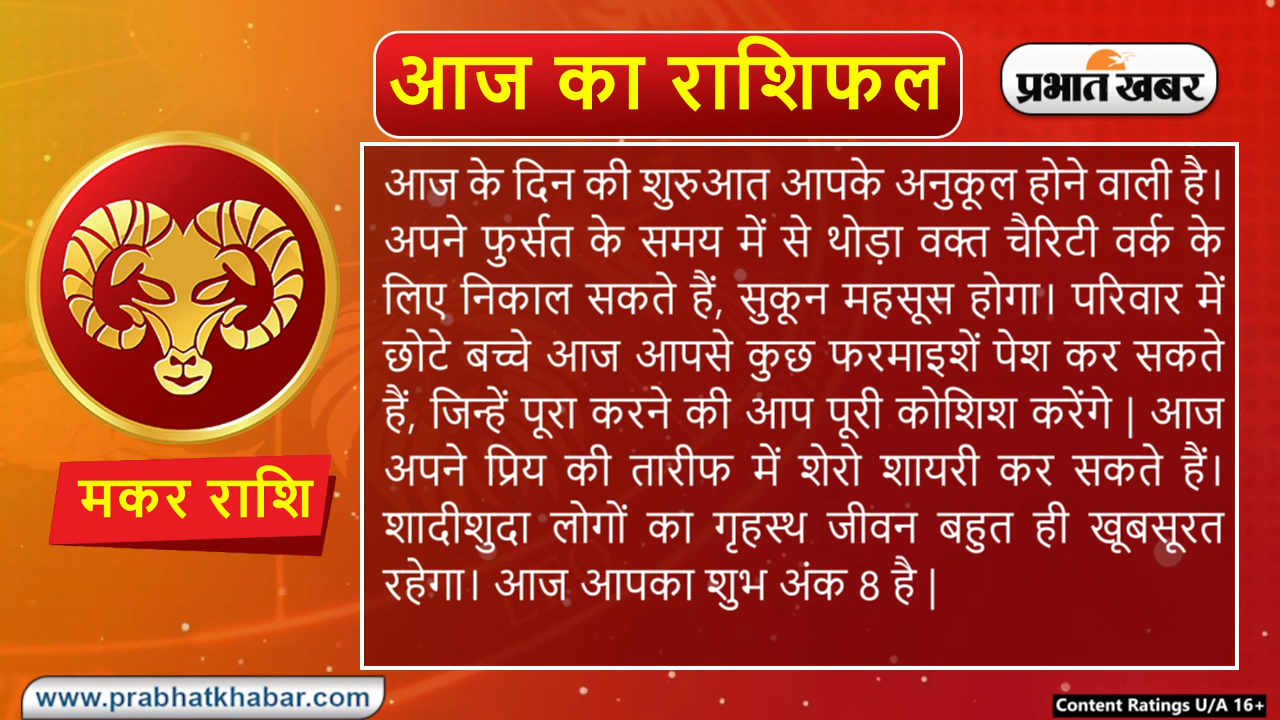 आज का राशिफल
प्रभात खबर
आज के दिन की शुरुआत आपके अनुकूल होने वाली है।
अपने फुर्सत के समय में से थोड़ा वक्त चैरिटी वर्क के
लिए निकाल सकते हैं, सुकून महसूस होगा। परिवार में
छोटे बच्चे आज आपसे कुछ फरमाइशें पेश कर सकते
हैं, जिन्हें पूरा करने की आप पूरी कोशिश करेंगे | आज
अपने प्रिय की तारीफ में शेरो शायरी कर सकते हैं।
शादीशुदा लोगों का गृहस्थ जीवन बहुत ही खूबसूरत
रहेगा। आज आपका शुभ अंक 8 है |
मकर राशि
www.prabhatkhabar.com
Content Ratings U/A 16+